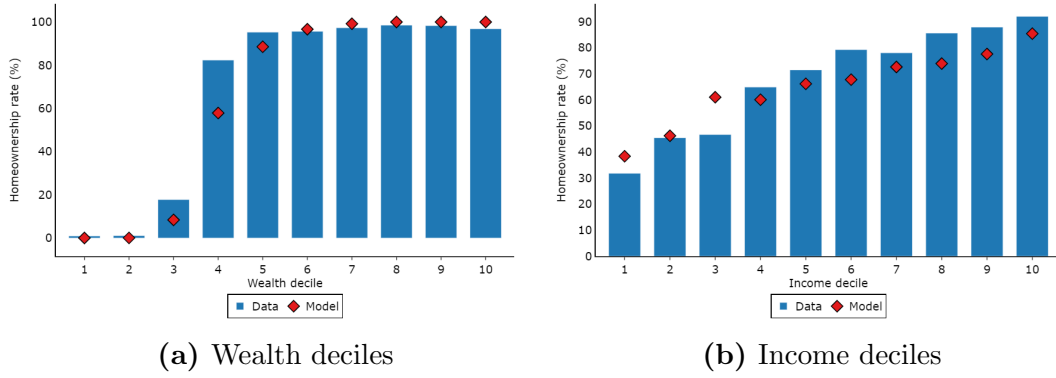 Homeownership rate (%)
100
80
60
40
20
0
1 2 3 4 5 6 7 8 9 10
Wealth decile
Data Model
(a) Wealth deciles
Homeownership rate (%)
90
80
70
60
50
40
30
20
10
0
1 2 3 4 5 6 7 8 9 10
Income decile
Data Model
(b) Income deciles